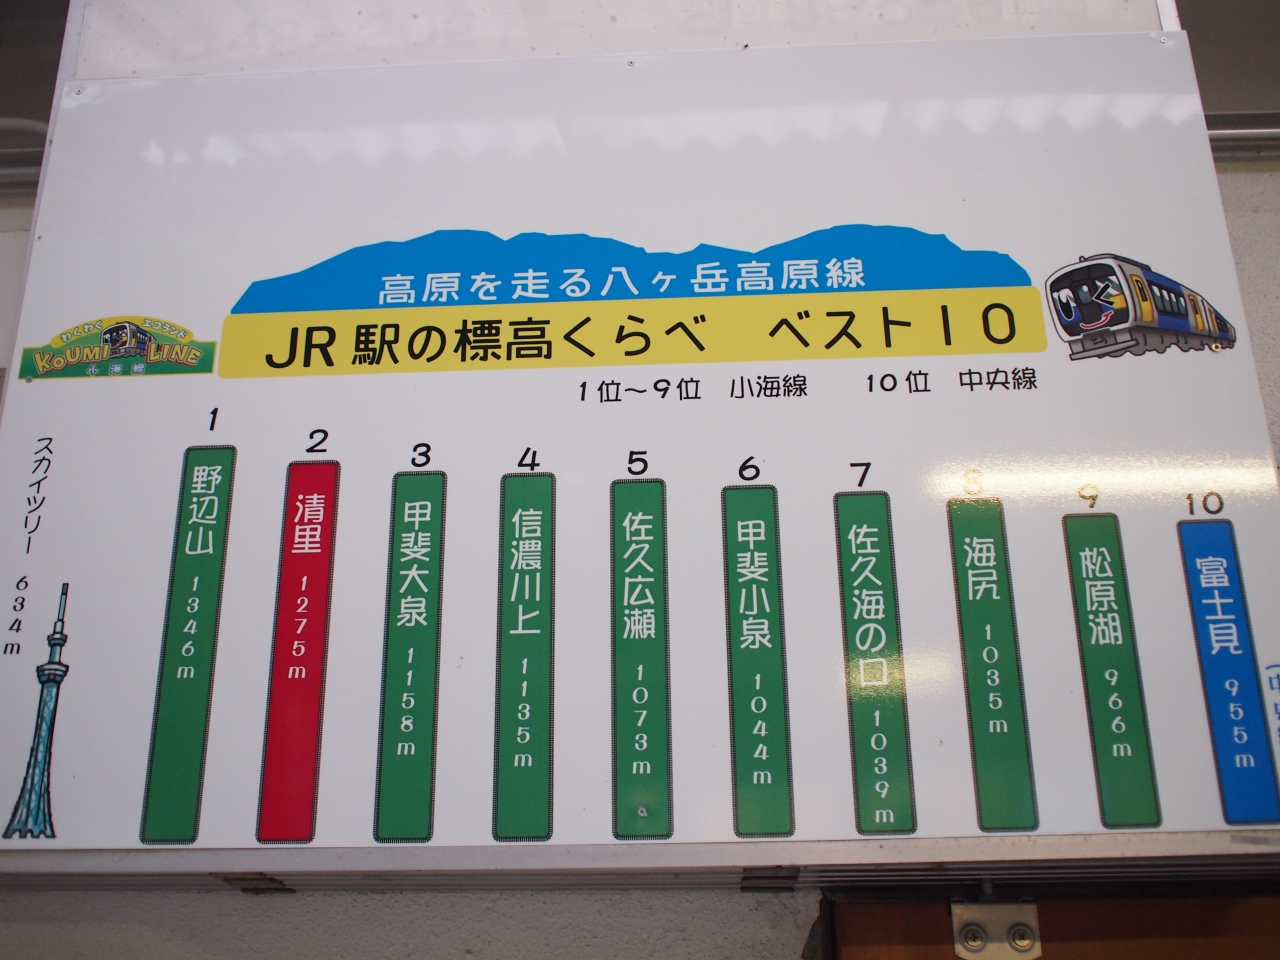 高原を走る八ヶ岳高原線
JR駅の標高くらべ ベスト10
わくわく エコランド
KOUMI LINE
小海線
1位～9位 小海線 10位 中央線
スカイツリー 634m
1
野辺山 1346m
2
清里 1275m
3
甲斐大泉 1158m
4
信濃川上 1135m
5
佐久広瀬 1073m
6
甲斐小泉 1044m
7
佐久海の口 1039m
8
海尻 1035m
9
松原湖 966m
10
富士見 955m